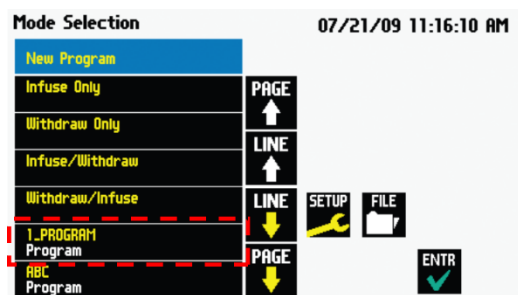 Mode Selection
07/21/09 11:16:10 AM
New Program
Infuse Only
Withdraw Only
Infuse/Withdraw
Withdraw/Infuse
1_PROGRAM
Program
ABC
Program
PAGE
LINE
LINE
PAGE
SETUP
FILE
ENTR